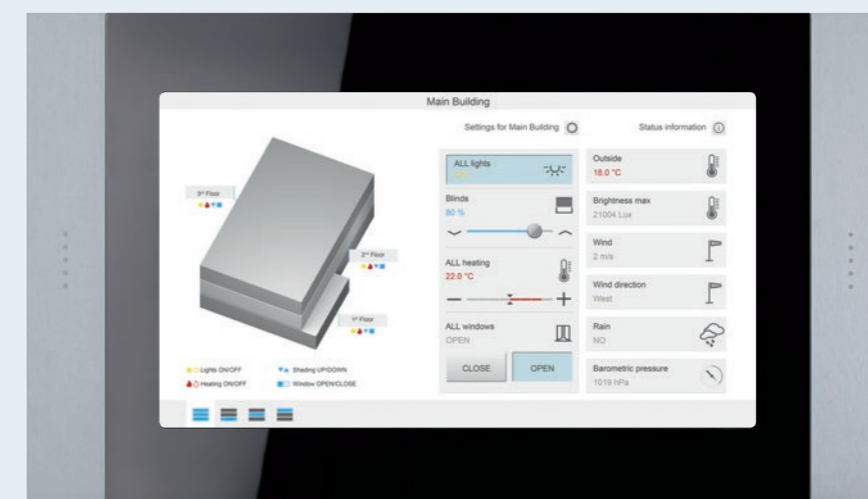 Main Building
Settings for Main Building
Status information
3rd Floor
2nd Floor
1st Floor
Lights ON/OFF
Shading UP/DOWN
Heating ON/OFF
Window OPEN/CLOSE
ALL lights
Blinds
80 %
ALL heating
22.0 °C
ALL windows
OPEN
CLOSE OPEN
Outside
18.0 °C
Brightness max
21004 Lux
Wind
2 m/s
Wind direction
West
Rain
NO
Barometric pressure
1019 hPa